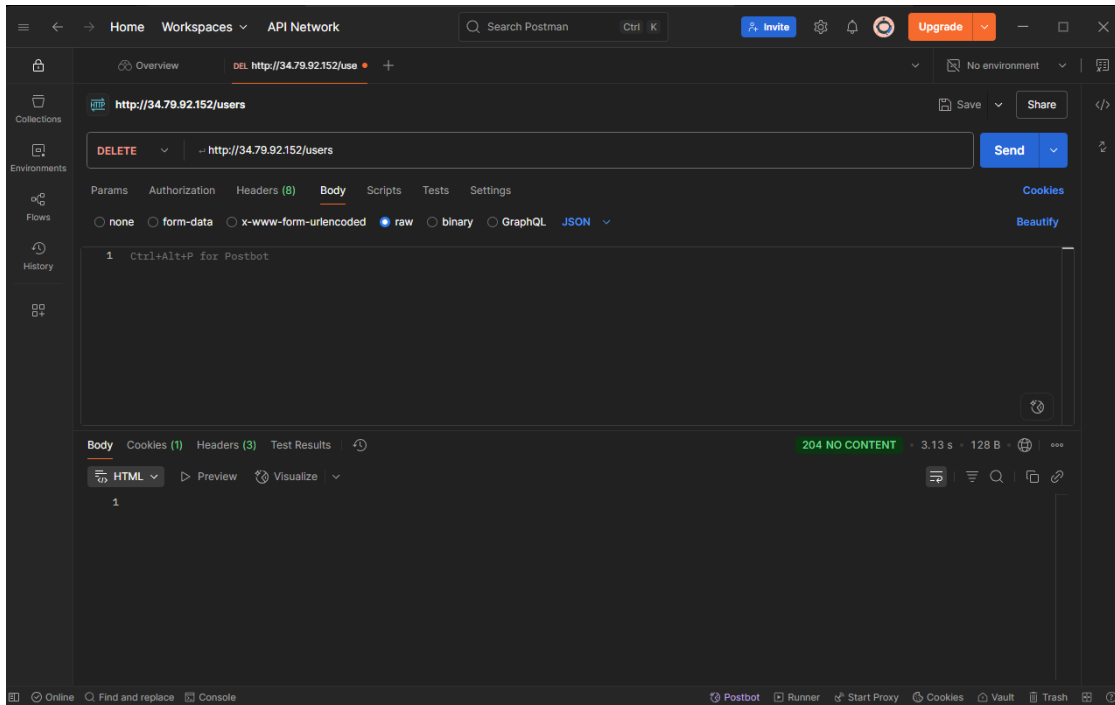 Home Workspaces API Network Search Postman Ctrl K Invite Upgrade
Overview DEL http://34.79.92.152/use No environment
HTTP http://34.79.92.152/users Save Share
Collections
DELETE http://34.79.92.152/users Send
Environments
Params Authorization Headers (8) Body Scripts Tests Settings Cookies
Flows
none form-data x-www-form-urlencoded raw binary GraphQL JSON Beautify
History
1 Ctrl+Alt+P for Postbot
Body Cookies (1) Headers (3) Test Results 204 NO CONTENT 3.13 s 128 B
HTML Preview Visualize
1
Online Find and replace Console Postbot Runner Start Proxy Cookies Vault Trash